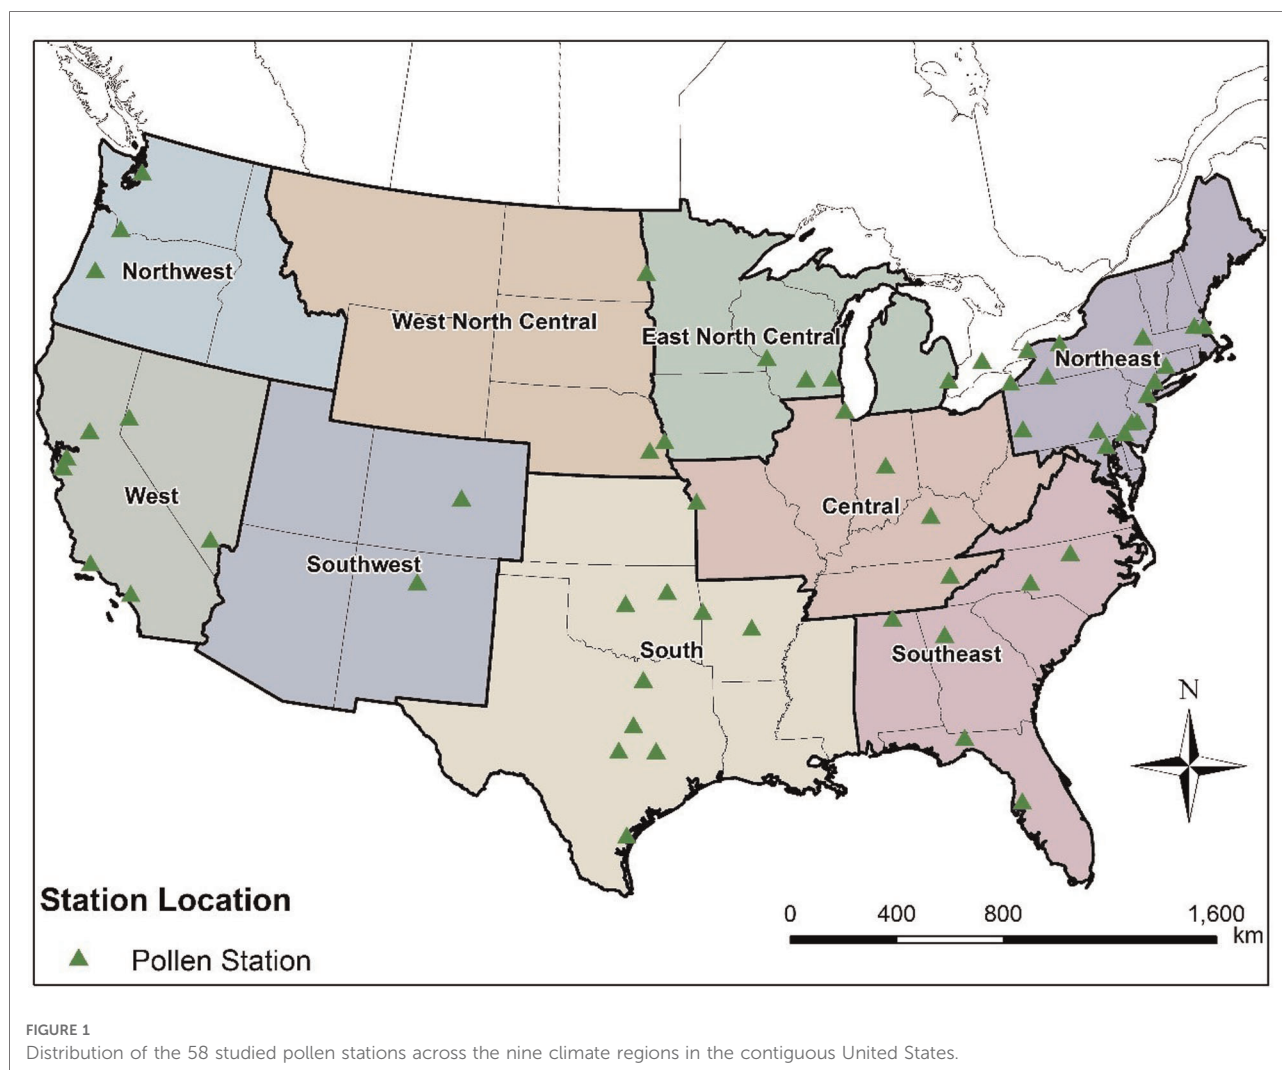 Northwest
West North Central
East North Central
Northeast
West
Central
Southwest
South
Southeast
N
Station Location
Pollen Station
0 400 800 1,600
km
FIGURE 1
Distribution of the 58 studied pollen stations across the nine climate regions in the contiguous United States.